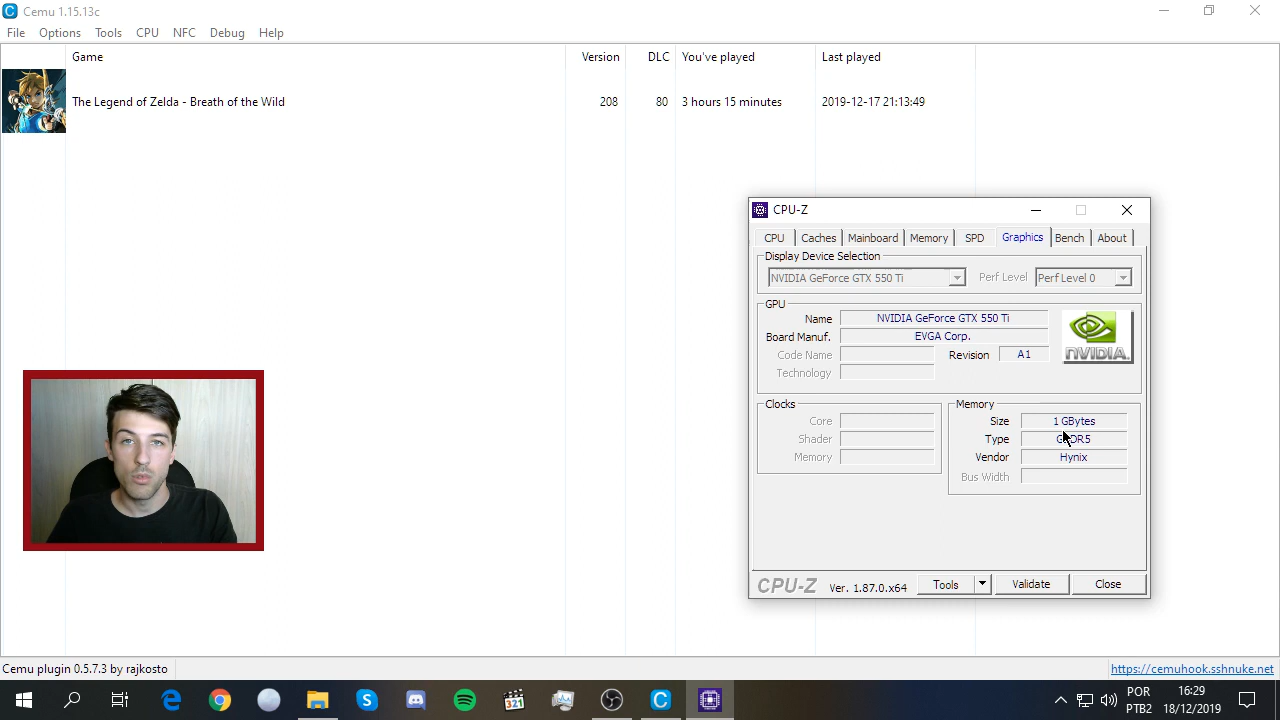 Cemu 1.15.13c
File Options Tools CPU NFC Debug Help
Game Version DLC You've played Last played
The Legend of Zelda - Breath of the Wild 208 80 3 hours 15 minutes 2019-12-17 21:13:49
CPU-Z
CPU Caches Mainboard Memory SPD Graphics Bench About
Display Device Selection
NVIDIA GeForce GTX 550 Ti Perf Level Perf Level 0
GPU
Name NVIDIA GeForce GTX 550 Ti
Board Manuf. EVGA Corp.
Code Name Revision A1
Technology
NVIDIA.
Clocks
Core
Shader
Memory
Memory
Size 1 GBytes
Type GDDR5
Vendor Hynix
Bus Width
CPU-Z Ver. 1.87.0.x64 Tools Validate Close
Cemu plugin 0.5.7.3 by rajkosto https://cemuhook.sshnuke.net
321
POR
PTB2
16:29
18/12/2019